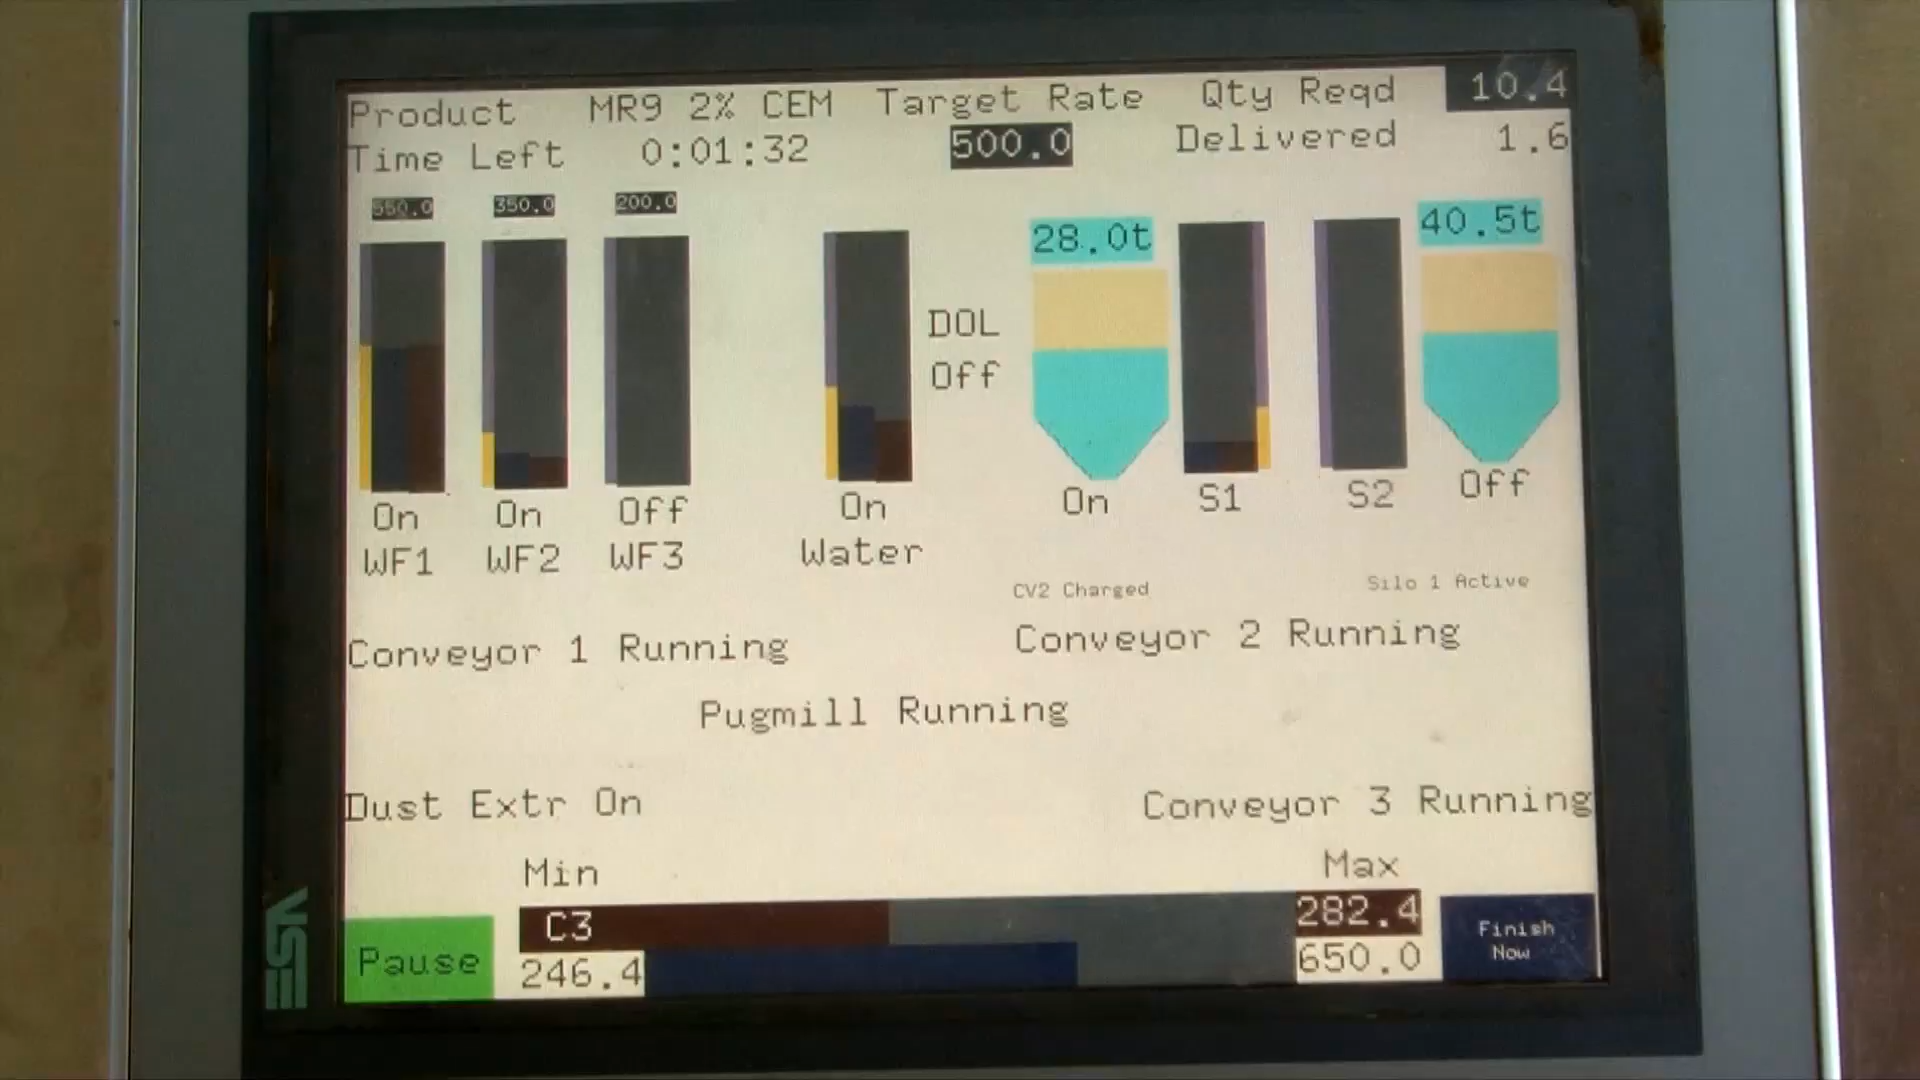 Product MR9 2% CEM Target Rate Qty Reqd 10.4
Time Left 0:01:32 500.0 Delivered 1.6
550.0 350.0 200.0
28.0t 40.5t
DOL
Off
On On Off On On S1 S2 Off
WF1 WF2 WF3 Water
CV2 Charged Silo 1 Active
Conveyor 1 Running Conveyor 2 Running
Pugmill Running
Dust Extr On Conveyor 3 Running
Min Max
C3 282.4
Pause 246.4 650.0
Finish
Now